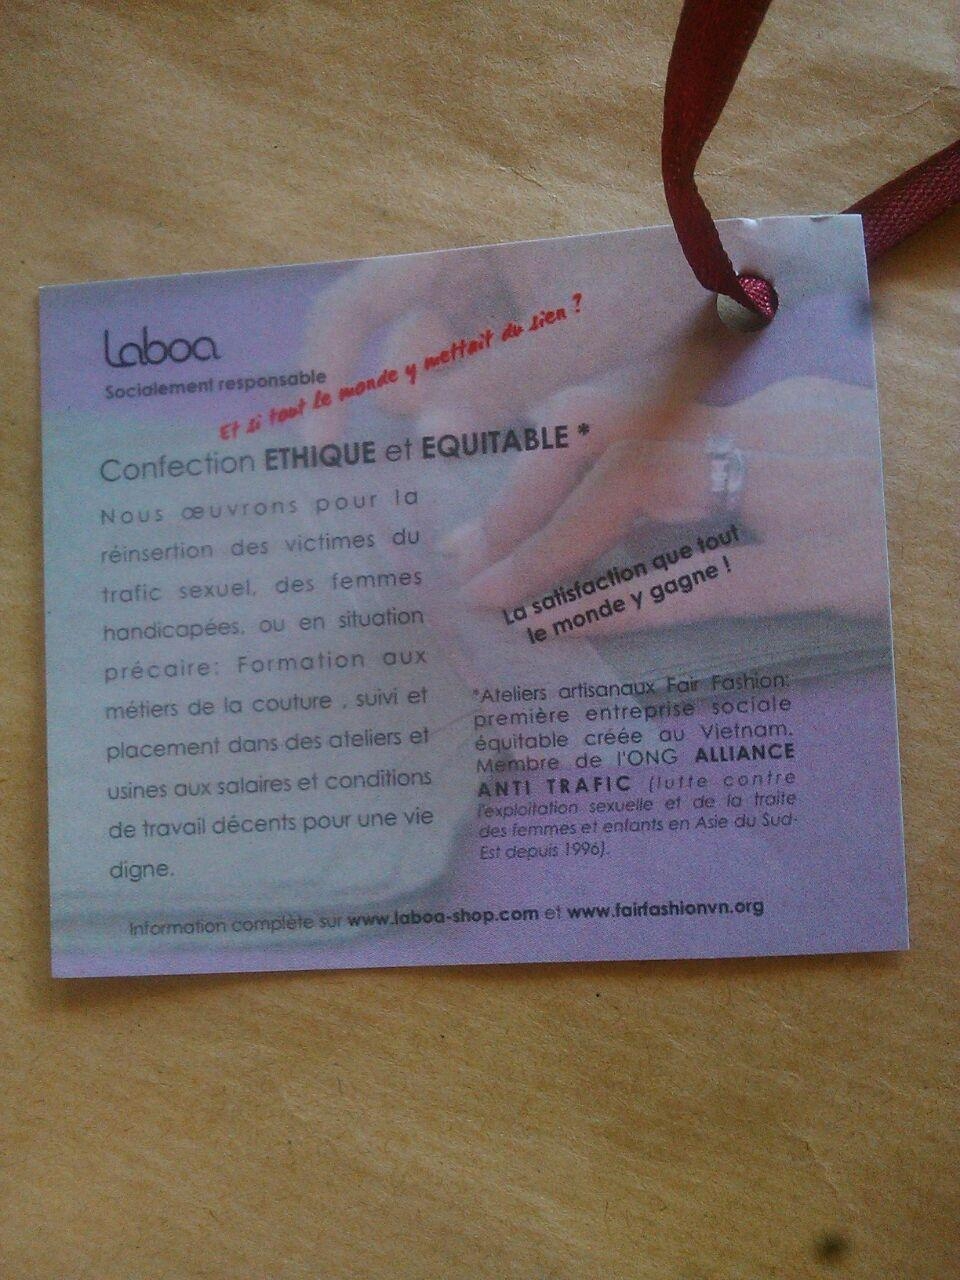 Laboa
Socialement responsable
Et si tout le monde y mettait du sien ?
Confection ETHIQUE et EQUITABLE *
Nous œuvrons pour la
réinsertion des victimes du
trafic sexuel, des femmes
handicapées, ou en situation
précaire: Formation aux
métiers de la couture , suivi et
placement dans des ateliers et
usines aux salaires et conditions
de travail décents pour une vie
digne.
La satisfaction que tout
le monde y gagne !
*Ateliers artisanaux Fair Fashion:
première entreprise sociale
équitable créée au Vietnam.
Membre de l'ONG ALLIANCE
ANTI TRAFIC (lutte contre
l'exploitation sexuelle et de la traite
des femmes et enfants en Asie du Sud-
Est depuis 1996).
Information complète sur www.laboa-shop.com et www.fairfashionvn.org